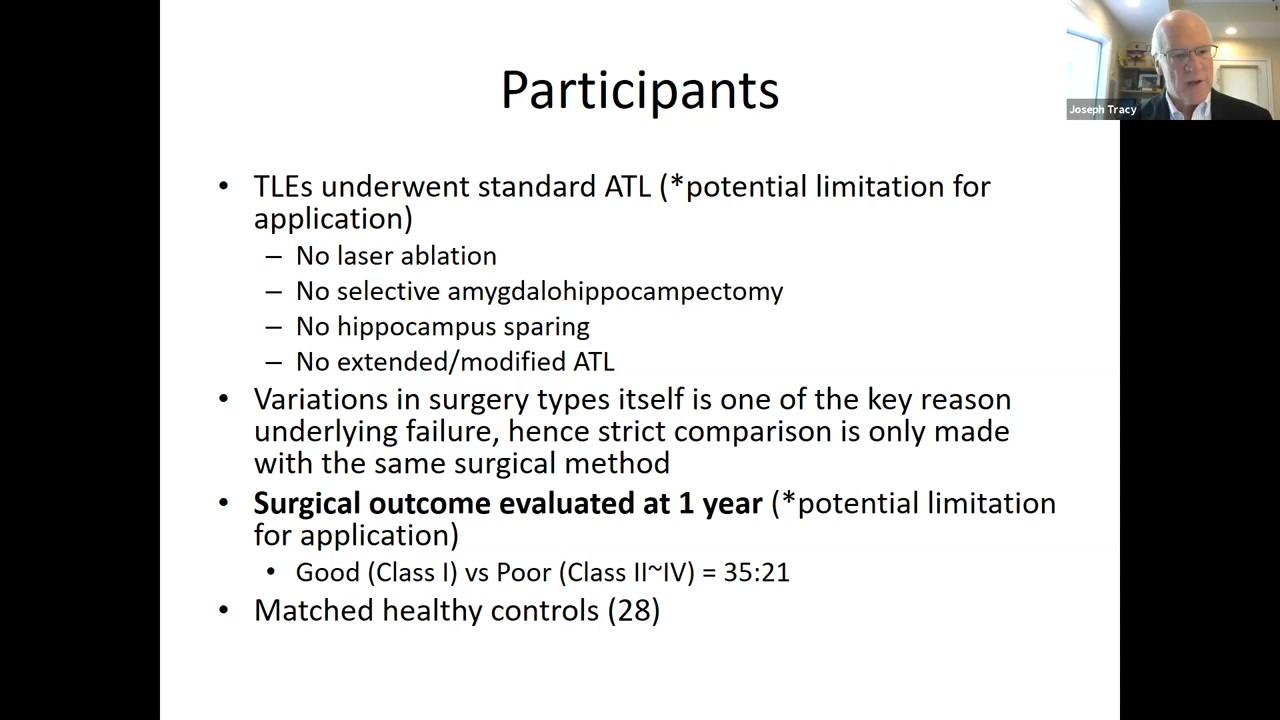 Participants
Joseph Tracy
• TLEs underwent standard ATL (*potential limitation for
application)
– No laser ablation
– No selective amygdalohippocampectomy
– No hippocampus sparing
– No extended/modified ATL
• Variations in surgery types itself is one of the key reason
underlying failure, hence strict comparison is only made
with the same surgical method
• Surgical outcome evaluated at 1 year (*potential limitation
for application)
• Good (Class I) vs Poor (Class II~IV) = 35:21
• Matched healthy controls (28)